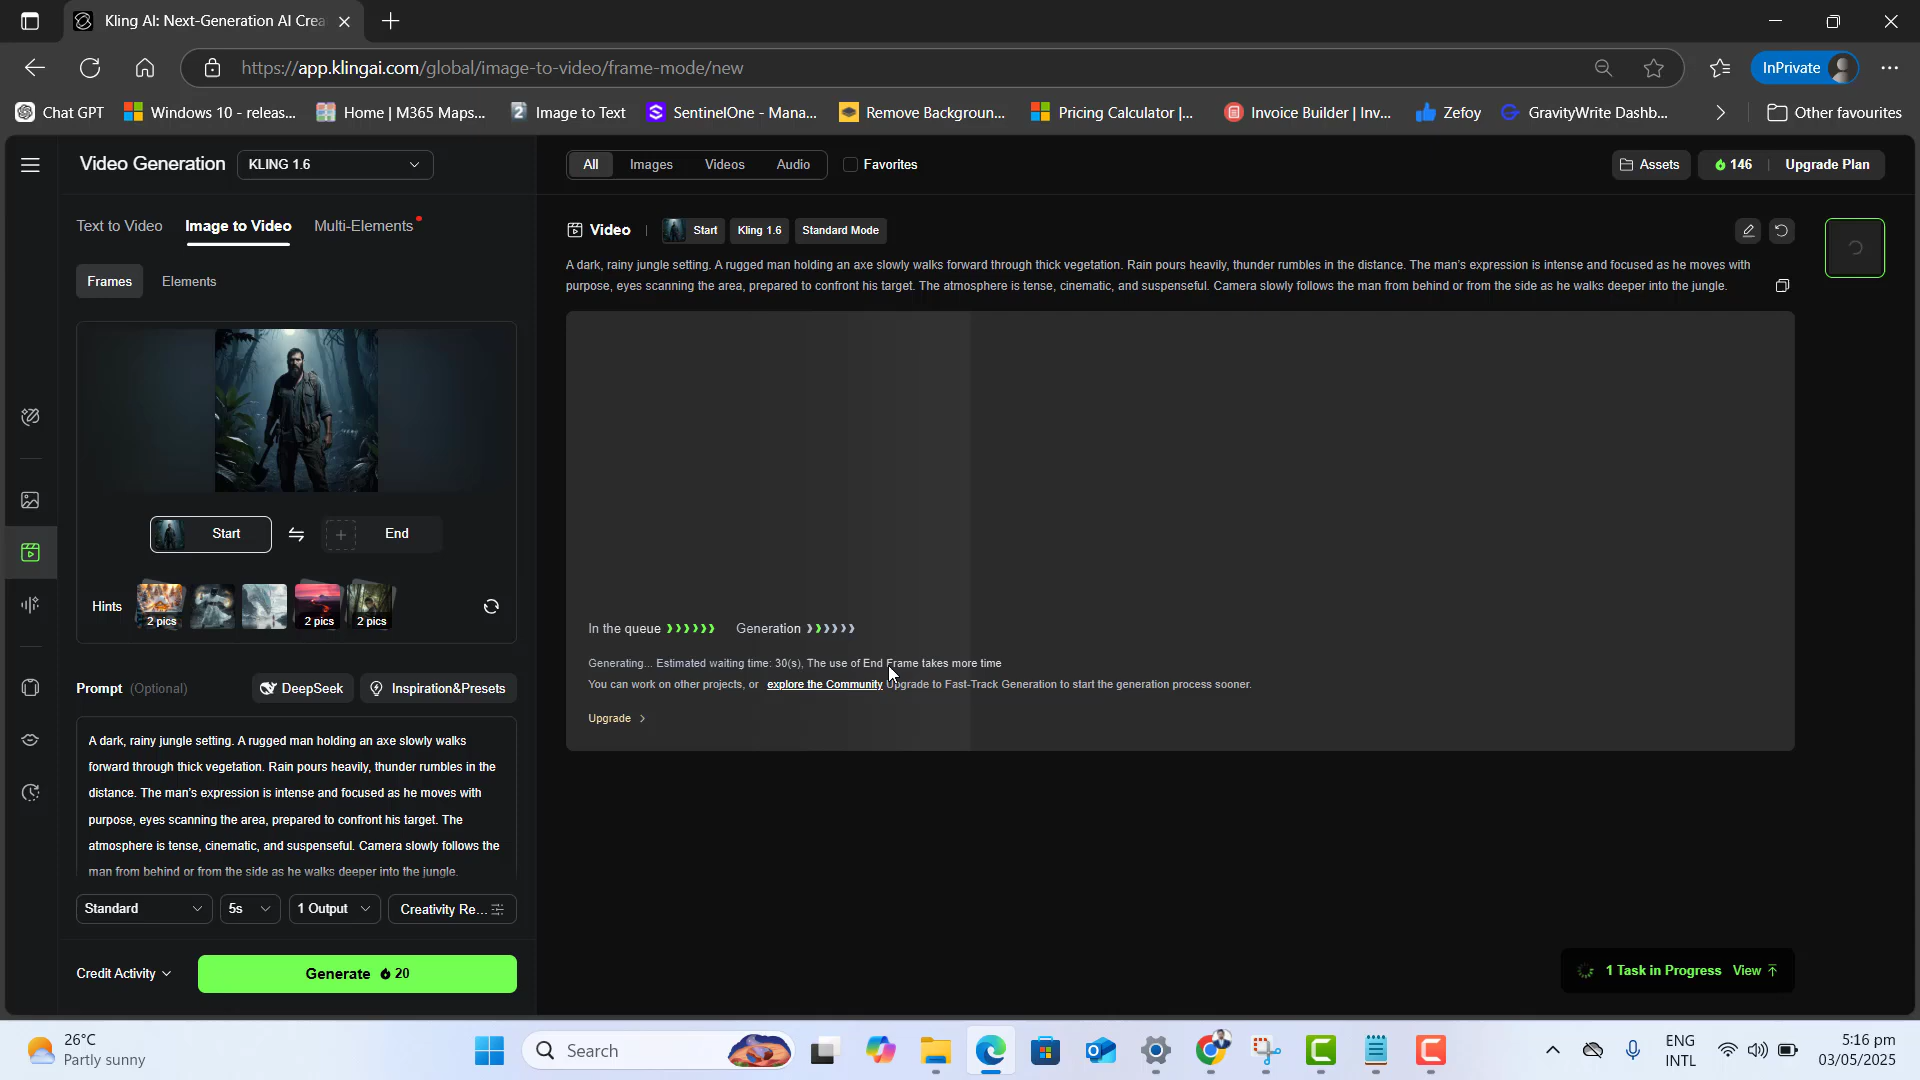 Kling AI: Next-Generation AI Crea
https://app.klingai.com/global/image-to-video/frame-mode/new
InPrivate
Chat GPT
Windows 10 - releas...
Home | M365 Maps...
Image to Text
SentinelOne - Mana...
Remove Backgroun...
Pricing Calculator |...
Invoice Builder | Inv...
Zefoy
GravityWrite Dashb...
Other favourites
Video Generation
KLING 1.6
All
Images
Videos
Audio
Favorites
Assets
146
Upgrade Plan
Text to Video
Image to Video
Multi-Elements
Frames
Elements
Start
End
Hints
2 pics
2 pics
2 pics
Prompt (Optional)
DeepSeek
Inspiration&Presets
A dark, rainy jungle setting. A rugged man holding an axe slowly walks
forward through thick vegetation. Rain pours heavily, thunder rumbles in the
distance. The man's expression is intense and focused as he moves with
purpose, eyes scanning the area, prepared to confront his target. The
atmosphere is tense, cinematic, and suspenseful. Camera slowly follows the
man from behind or from the side as he walks deeper into the jungle.
Standard
5s
1 Output
Creativity Re...
Credit Activity
Generate 20
Video
Start
Kling 1.6
Standard Mode
A dark, rainy jungle setting. A rugged man holding an axe slowly walks forward through thick vegetation. Rain pours heavily, thunder rumbles in the distance. The man's expression is intense and focused as he moves with
purpose, eyes scanning the area, prepared to confront his target. The atmosphere is tense, cinematic, and suspenseful. Camera slowly follows the man from behind or from the side as he walks deeper into the jungle.
In the queue
Generation
Generating... Estimated waiting time: 30(s), The use of End Frame takes more time
You can work on other projects, or explore the Community Upgrade to Fast-Track Generation to start the generation process sooner.
Upgrade
1 Task in Progress View
26°C
Partly sunny
Search
ENG
INTL
5:16 pm
03/05/2025